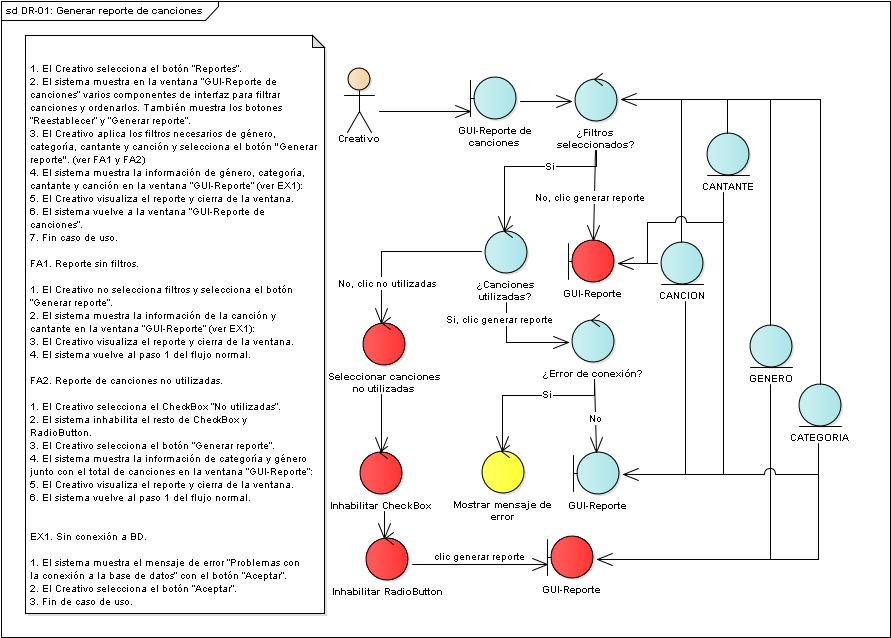 sd DR-01: Generar reporte de canciones
1. El Creativo selecciona el botón "Reportes".
2. El sistema muestra en la ventana "GUI-Reporte de
canciones" varios componentes de interfaz para filtrar
canciones y ordenarlos. También muestra los botones
"Reestablecer" y "Generar reporte".
3. El Creativo aplica los filtros necesarios de género,
categoría, cantante y canción y selecciona el botón "Generar
reporte". (ver FA1 y FA2)
4. El sistema muestra la información de género, categoría,
cantante y canción en la ventana "GUI-Reporte" (ver EX1):
5. El Creativo visualiza el reporte y cierra de la ventana.
6. El sistema vuelve a la ventana "GUI-Reporte de
canciones".
7. Fin caso de uso.
FA1. Reporte sin filtros.
1. El Creativo no selecciona filtros y selecciona el botón
"Generar reporte".
2. El sistema muestra la información de la canción y
cantante en la ventana "GUI-Reporte" (ver EX1):
3. El Creativo visualiza el reporte y cierra de la ventana.
4. El sistema vuelve al paso 1 del flujo normal.
FA2. Reporte de canciones no utilizadas.
1. El Creativo selecciona el CheckBox "No utilizadas".
2. El sistema inhabilita el resto de CheckBox y
RadioButton.
3. El Creativo selecciona el botón "Generar reporte".
4. El sistema muestra la información de categoría y género
junto con el total de canciones en la ventana "GUI-Reporte":
5. El Creativo visualiza el reporte y cierra de la ventana.
6. El sistema vuelve al paso 1 del flujo normal.
EX1. Sin conexión a BD.
1. El sistema muestra el mensaje de error "Problemas con
la conexión a la base de datos" con el botón "Aceptar".
2. El Creativo selecciona el botón "Aceptar".
3. Fin de caso de uso.
Creativo
GUI-Reporte de
canciones
¿Filtros
seleccionados?
CANTANTE
Si
No, clic generar reporte
GUI-Reporte
CANCION
¿Canciones
utilizadas?
No, clic no utilizadas
Si, clic generar reporte
Seleccionar canciones
no utilizadas
¿Error de conexión?
GENERO
CATEGORIA
Si
No
Inhabilitar CheckBox
Mostrar mensaje de
error
GUI-Reporte
clic generar reporte
Inhabilitar RadioButton
GUI-Reporte